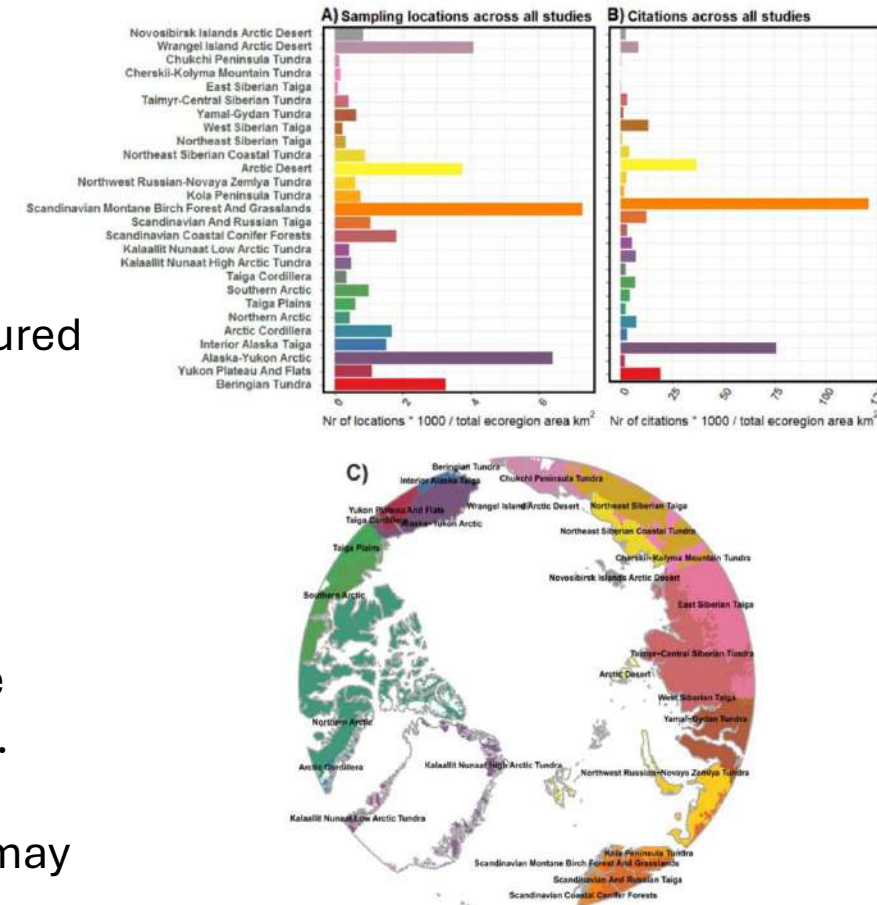 A) Sampling locations across all studies
B) Citations across all studies
Novosibirsk Islands Arctic Desert
Wrangel Island Arctic Desert
Chukchi Peninsula Tundra
Cherskii-Kolyma Mountain Tundra
East Siberian Taiga
Taimyr-Central Siberian Tundra
Yamal-Gydan Tundra
West Siberian Taiga
Northeast Siberian Taiga
Northeast Siberian Coastal Tundra
Arctic Desert
Northwest Russian-Novaya Zemlya Tundra
Kola Peninsula Tundra
Scandinavian Montane Birch Forest And Grasslands
Scandinavian And Russian Taiga
Scandinavian Coastal Conifer Forests
Kalaallit Nunaat Low Arctic Tundra
Kalaallit Nunaat High Arctic Tundra
Taiga Cordillera
Southern Arctic
Taiga Plains
Northern Arctic
Arctic Cordillera
Interior Alaska Taiga
Alaska-Yukon Arctic
Yukon Plateau And Flats
Beringian Tundra
0 2 4 6
0 25 50 75 100
Nr of locations * 1000 / total ecoregion area km²
Nr of citations * 1000 / total ecoregion area km²
ured
e
.
may
C)
Beringian Tundra
Interior Alaska Taiga
Chukchi Peninsula Tundra
Wrangel Island Arctic Desert
Northeast Siberian Taiga
Yukon Plateau And Flats
Taiga Cordillera
Alaska-Yukon Arctic
Northeast Siberian Coastal Tundra
Taiga Plains
Cherskii-Kolyma Mountain Tundra
Novosibirsk Islands Arctic Desert
Southern Arctic
East Siberian Taiga
Taimyr-Central Siberian Tundra
Arctic Desert
West Siberian Taiga
Northern Arctic
Yamal-Gydan Tundra
Arctic Cordillera
Kalaallit Nunaat High Arctic Tundra
Northwest Russian-Novaya Zemlya Tundra
Kalaallit Nunaat Low Arctic Tundra
Kola Peninsula Tundra
Scandinavian Montane Birch Forest And Grasslands
Scandinavian And Russian Taiga
Scandinavian Coastal Conifer Forests